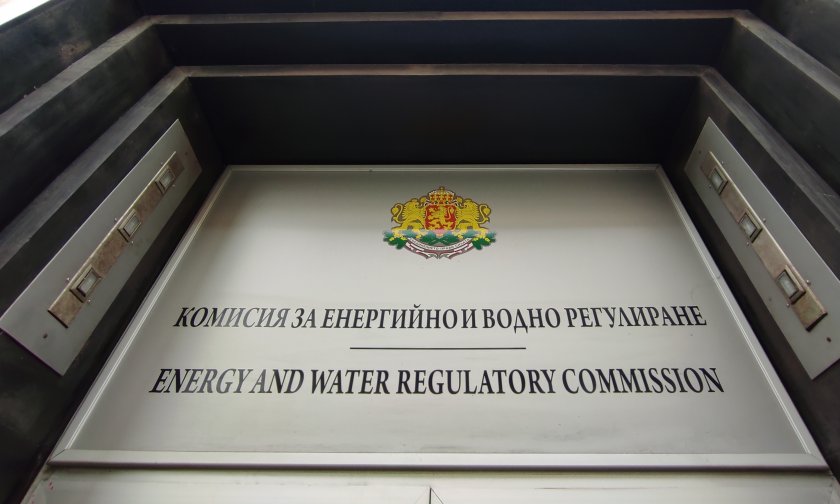 КОМИСИЯ ЗА ЕНЕРГИЙНО И ВОДНО РЕГУЛИРАНЕ
ENERGY AND WATER REGULATORY COMMISSION